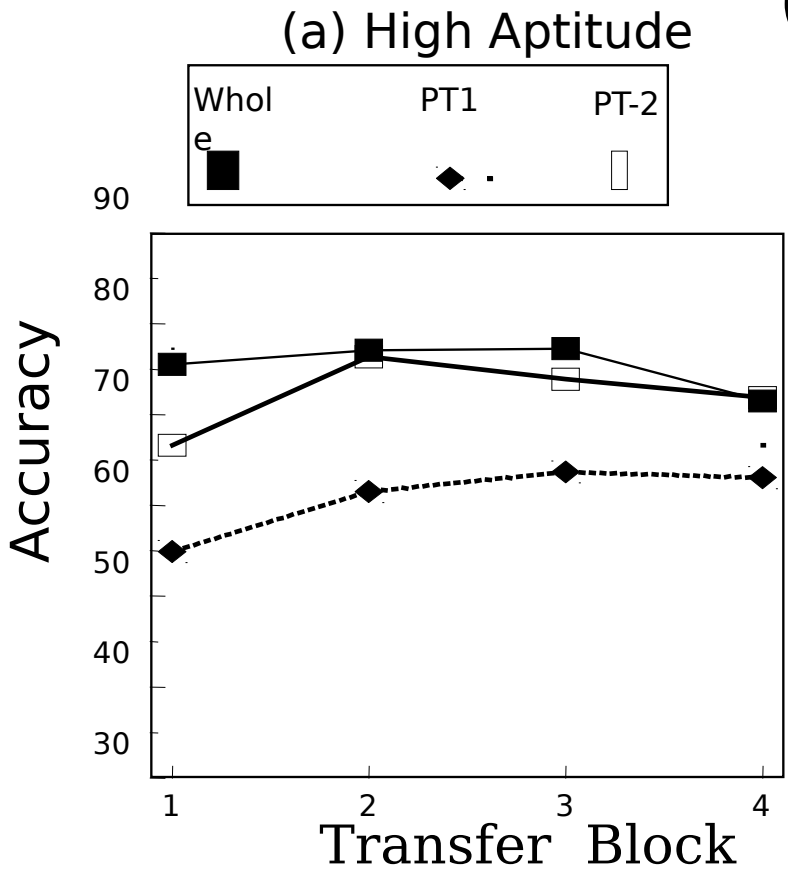 (a) High Aptitude
Whol
e
PT1
PT-2
90
80
70
60
50
40
30
Accuracy
1 2 3 4
Transfer Block